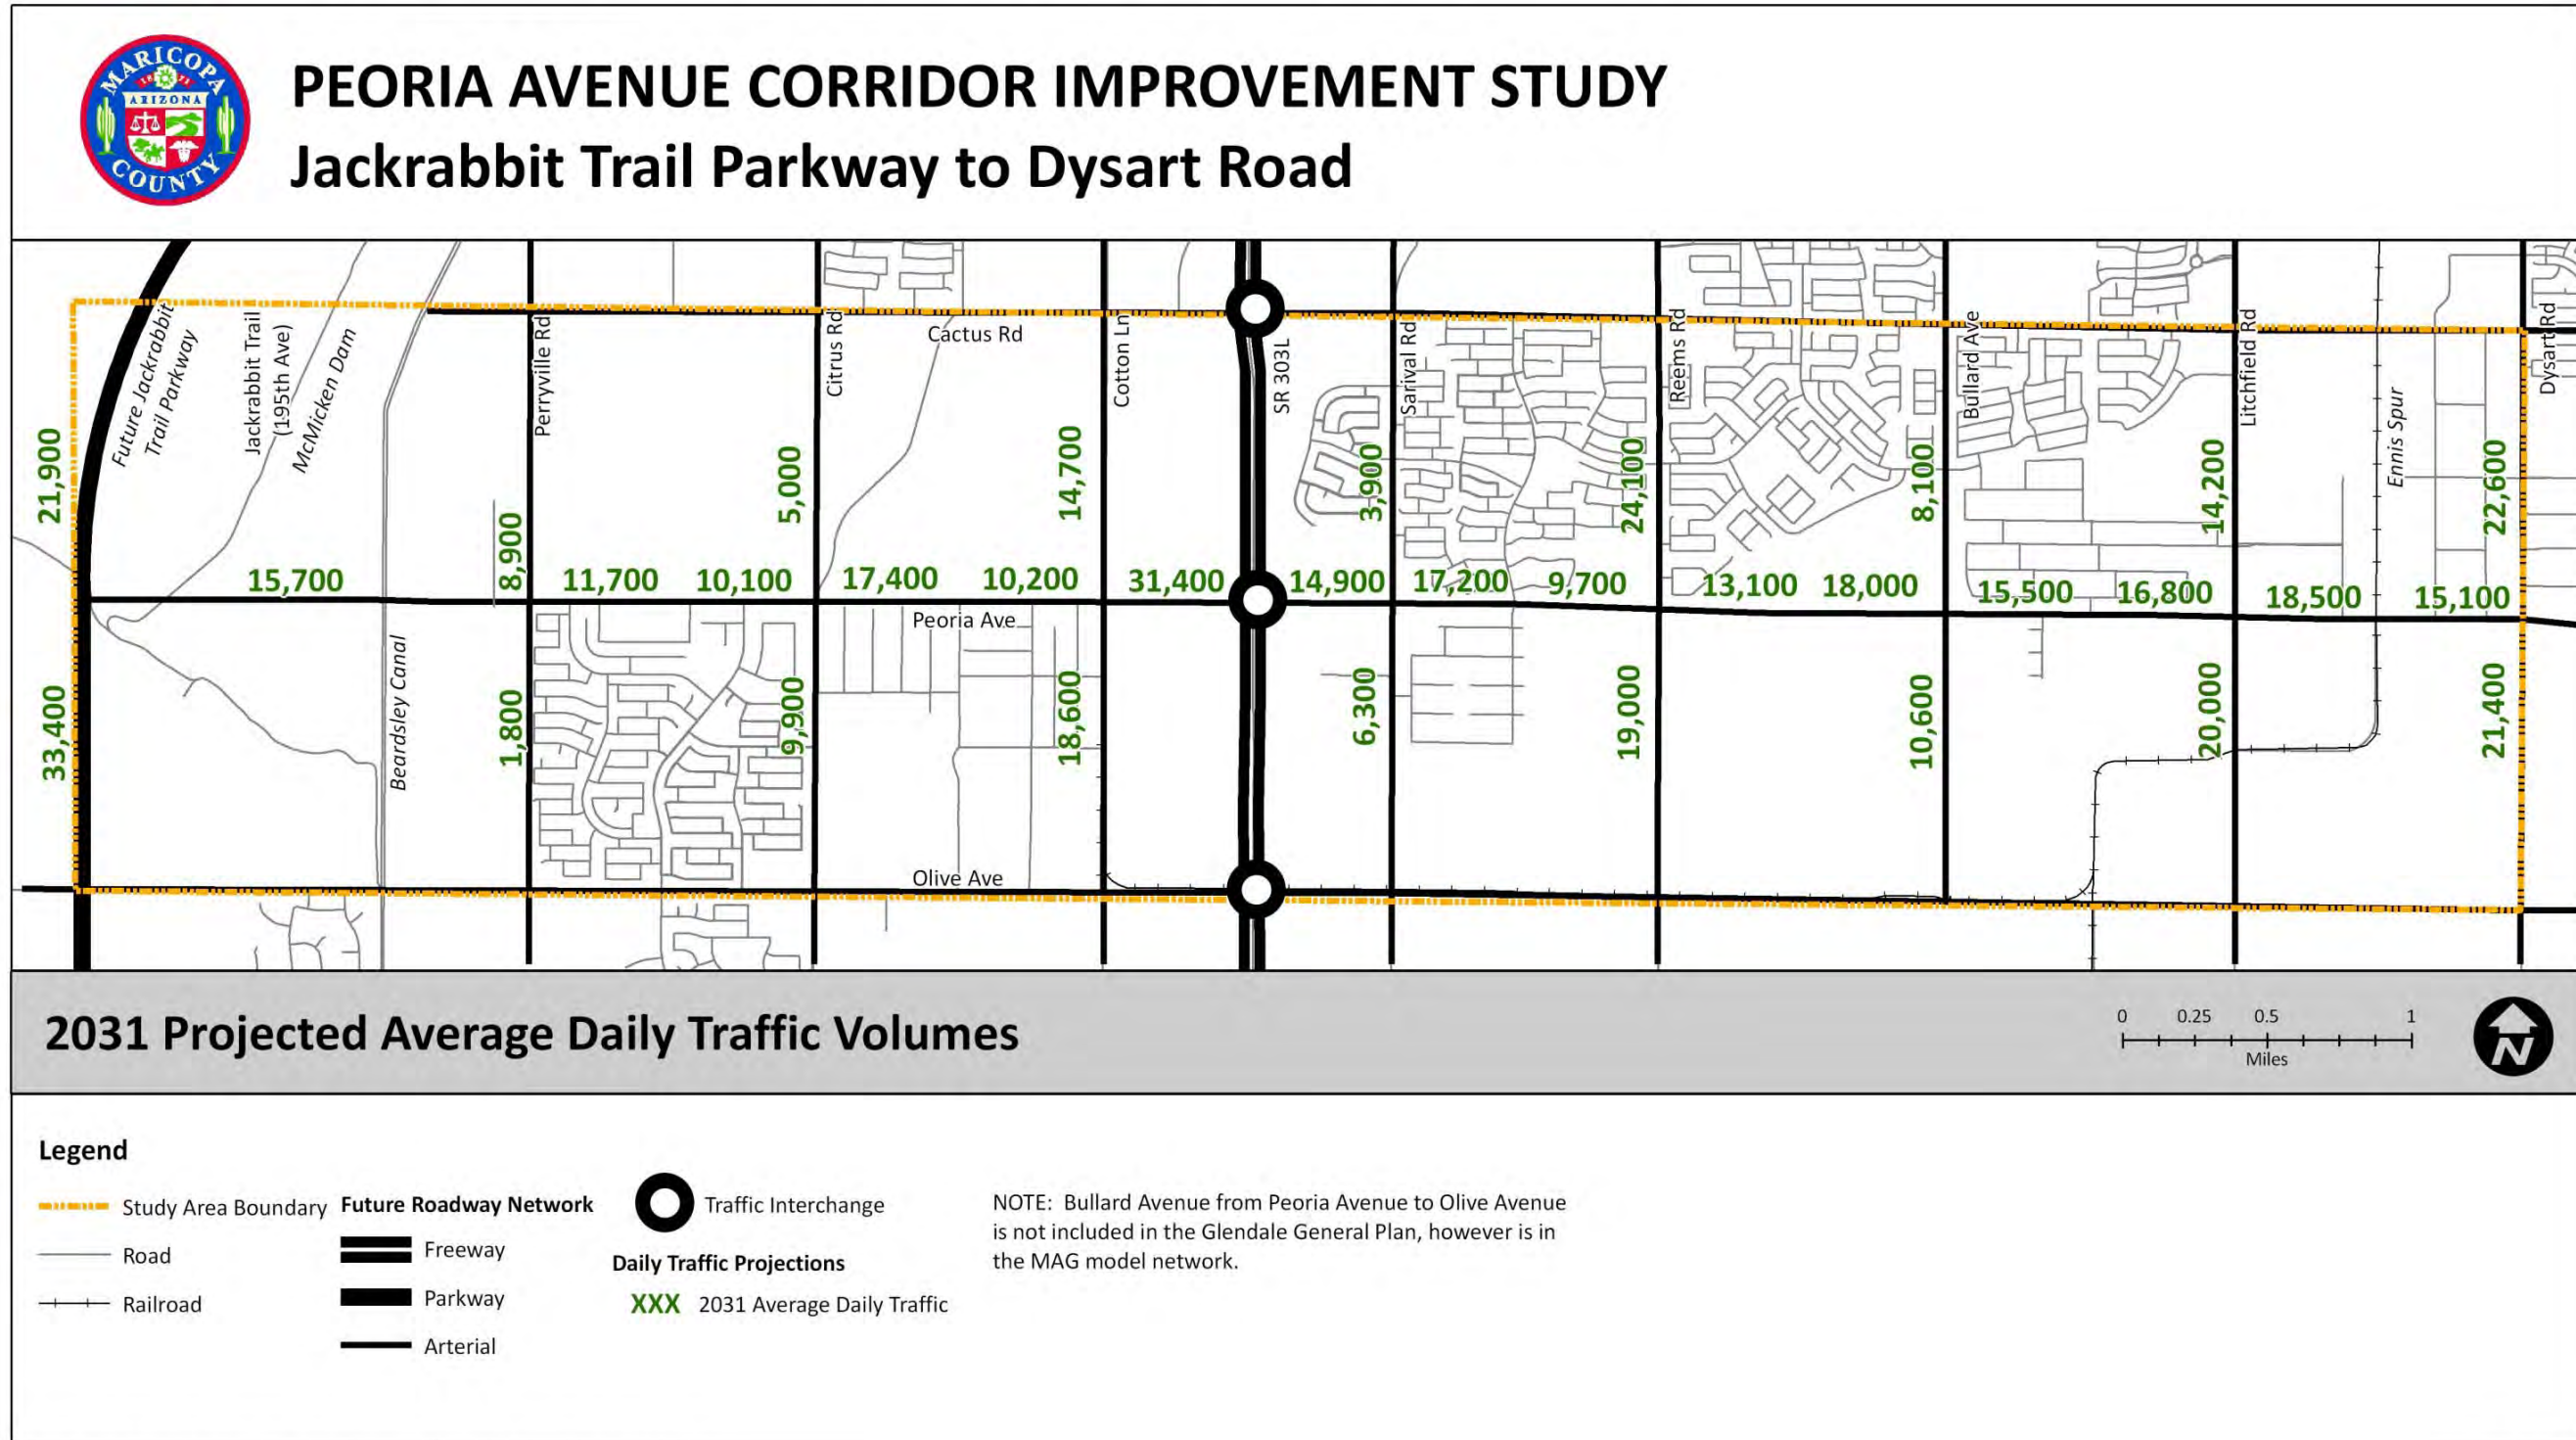 MARICOPA
1871
ARIZONA
COUNTY
PEORIA AVENUE CORRIDOR IMPROVEMENT STUDY
Jackrabbit Trail Parkway to Dysart Road
Future Jackrabbit
Trail Parkway
Jackrabbit Trail
(195th Ave)
McMicken Dam
Perryville Rd
Citrus Rd
Cactus Rd
Cotton Ln
SR 303L
Sarival Rd
Reems Rd
Bullard Ave
Litchfield Rd
Ennis Spur
Dysart Rd
21,900
8,900
5,000
14,700
3,900
24,100
8,100
14,200
22,600
15,700
11,700
10,100
17,400
10,200
31,400
14,900
17,200
9,700
13,100
18,000
15,500
16,800
18,500
15,100
Peoria Ave
33,400
Beardsley Canal
1,800
9,900
18,600
6,300
19,000
10,600
20,000
21,400
Olive Ave
2031 Projected Average Daily Traffic Volumes
0 0.25 0.5 1
Miles
N
Legend
Study Area Boundary
Road
Railroad
Future Roadway Network
Freeway
Parkway
Arterial
Traffic Interchange
Daily Traffic Projections
XXX 2031 Average Daily Traffic
NOTE: Bullard Avenue from Peoria Avenue to Olive Avenue
is not included in the Glendale General Plan, however is in
the MAG model network.